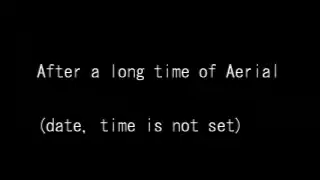 After a long time of Aerial
(date, time is not set)